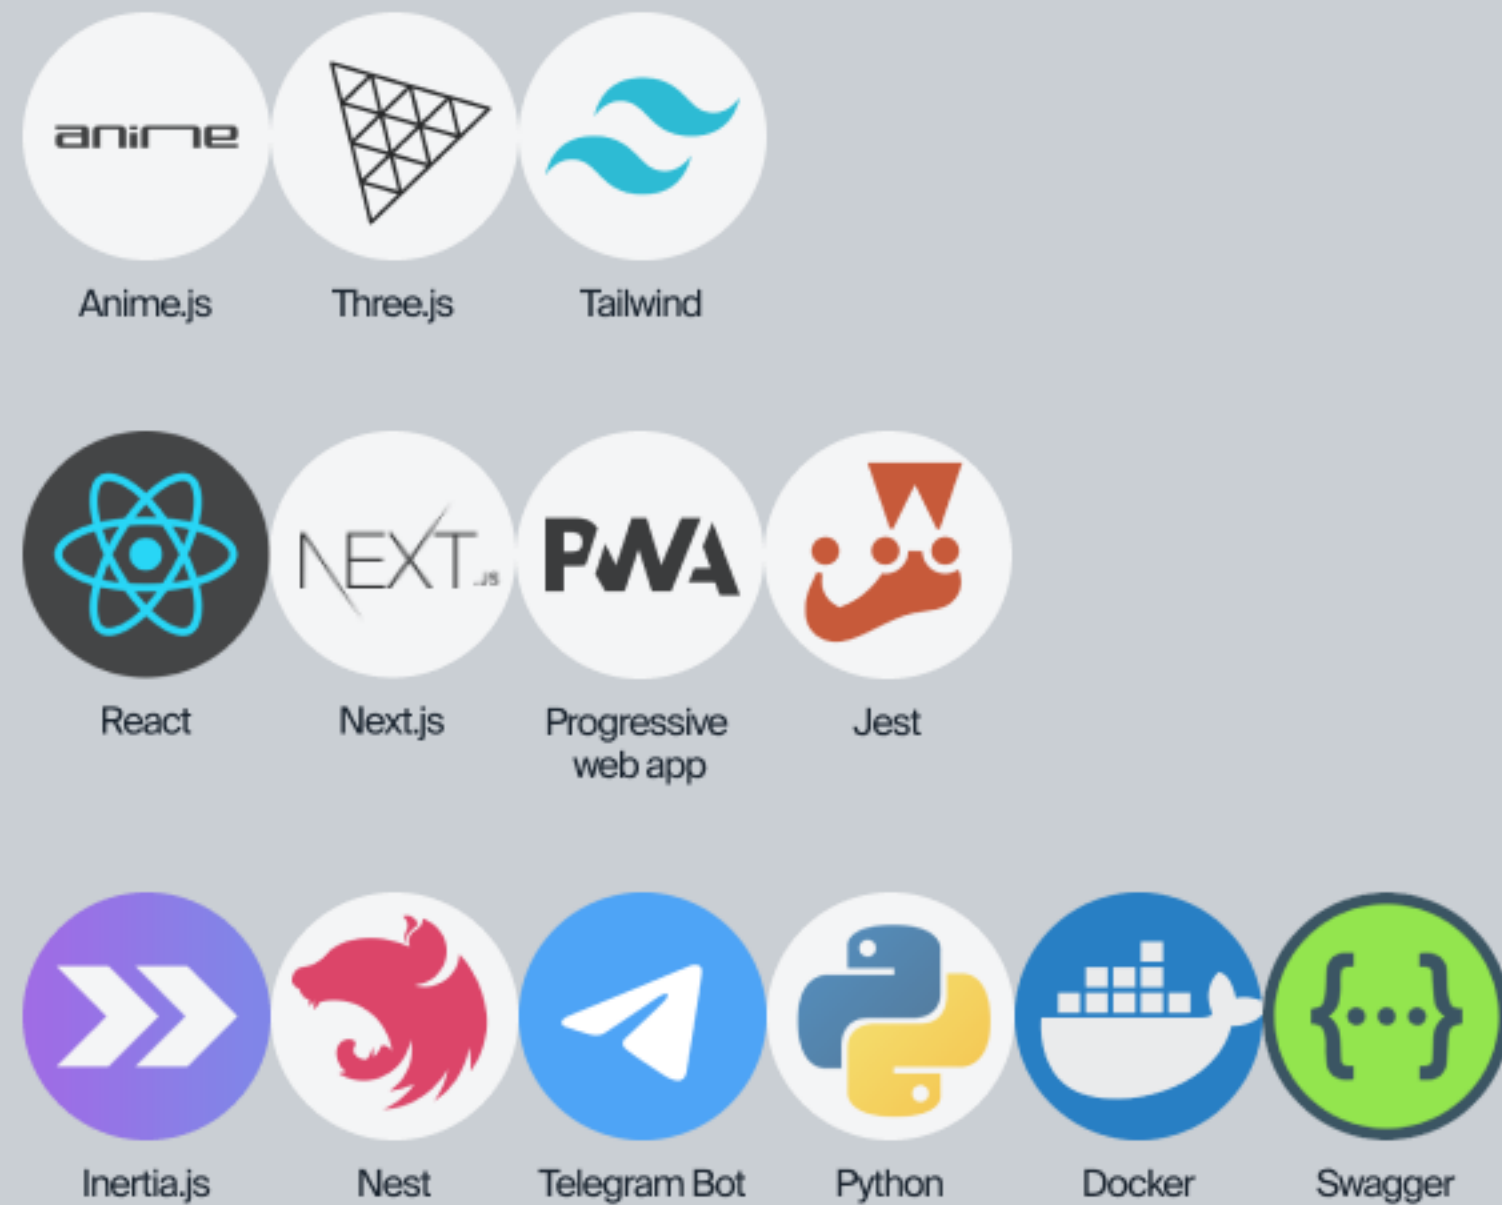 anime
Anime.js
Three.js
Tailwind
NEXT.JS
PWA
React
Next.js
Progressive
web app
Jest
{...}
Inertia.js
Nest
Telegram Bot
Python
Docker
Swagger